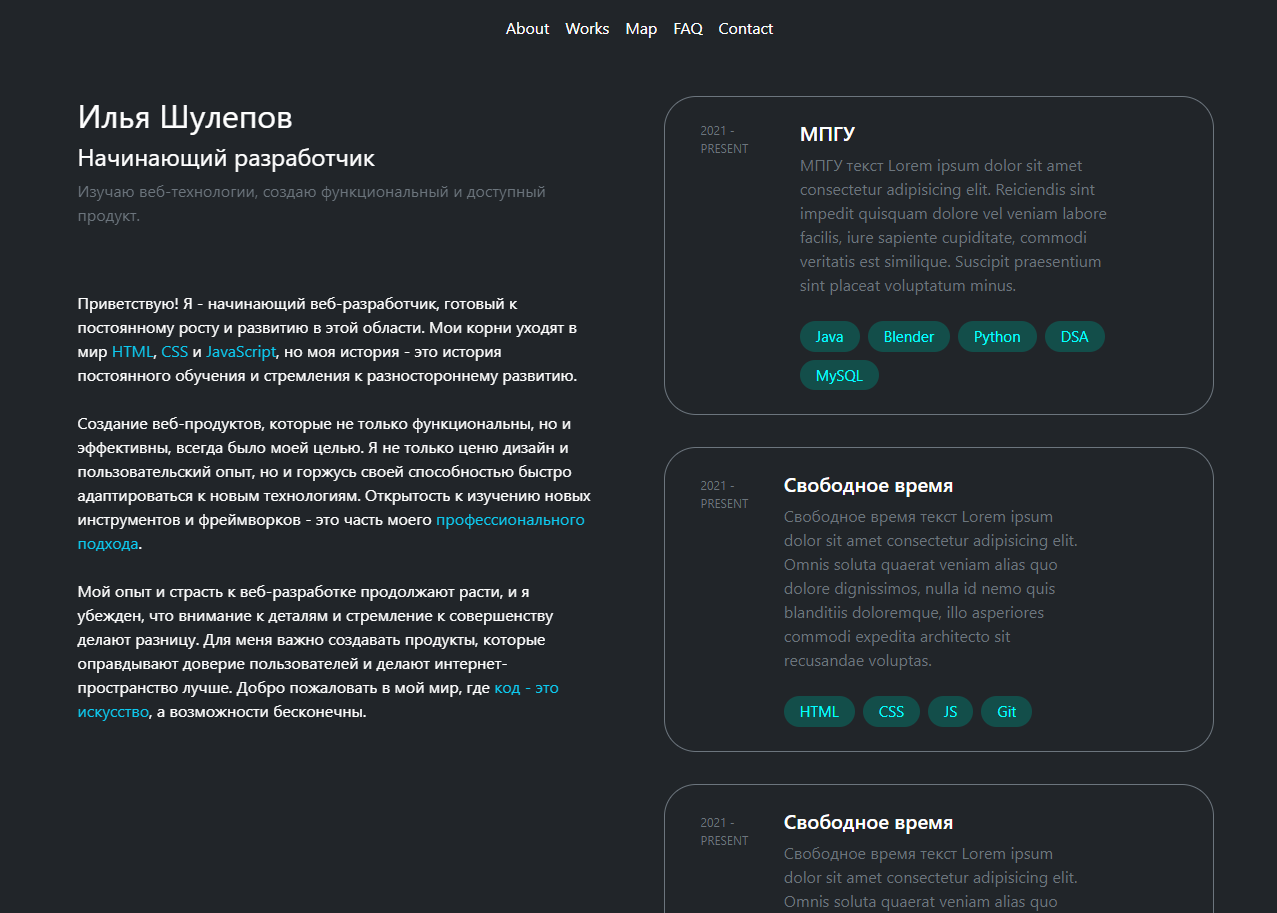 About Works Map FAQ Contact
Илья Шулепов
Начинающий разработчик
Изучаю веб-технологии, создаю функциональный и доступный
продукт.
Приветствую! Я - начинающий веб-разработчик, готовый к
постоянному росту и развитию в этой области. Мои корни уходят в
мир HTML, CSS и JavaScript, но моя история - это история
постоянного обучения и стремления к разностороннему развитию.
Создание веб-продуктов, которые не только функциональны, но и
эффективны, всегда было моей целью. Я не только ценю дизайн и
пользовательский опыт, но и горжусь своей способностью быстро
адаптироваться к новым технологиям. Открытость к изучению новых
инструментов и фреймворков - это часть моего профессионального
подхода.
Мой опыт и страсть к веб-разработке продолжают расти, и я
убежден, что внимание к деталям и стремление к совершенству
делают разницу. Для меня важно создавать продукты, которые
оправдывают доверие пользователей и делают интернет-
пространство лучше. Добро пожаловать в мой мир, где код - это
искусство, а возможности бесконечны.
2021 -
PRESENT
МПГУ
МПГУ текст Lorem ipsum dolor sit amet
consectetur adipisicing elit. Reiciendis sint
impedit quisquam dolore vel veniam labore
facilis, iure sapiente cupiditate, commodi
veritatis est similique. Suscipit praesentium
sint placeat voluptatum minus.
Java Blender Python DSA
MySQL
2021 -
PRESENT
Свободное время
Свободное время текст Lorem ipsum
dolor sit amet consectetur adipisicing elit.
Omnis soluta quaerat veniam alias quo
dolore dignissimos, nulla id nemo quis
blanditiis doloremque, illo asperiores
commodi expedita architecto sit
recusandae voluptas.
HTML CSS JS Git
2021 -
PRESENT
Свободное время
Свободное время текст Lorem ipsum
dolor sit amet consectetur adipisicing elit.
Omnis soluta quaerat veniam alias quo